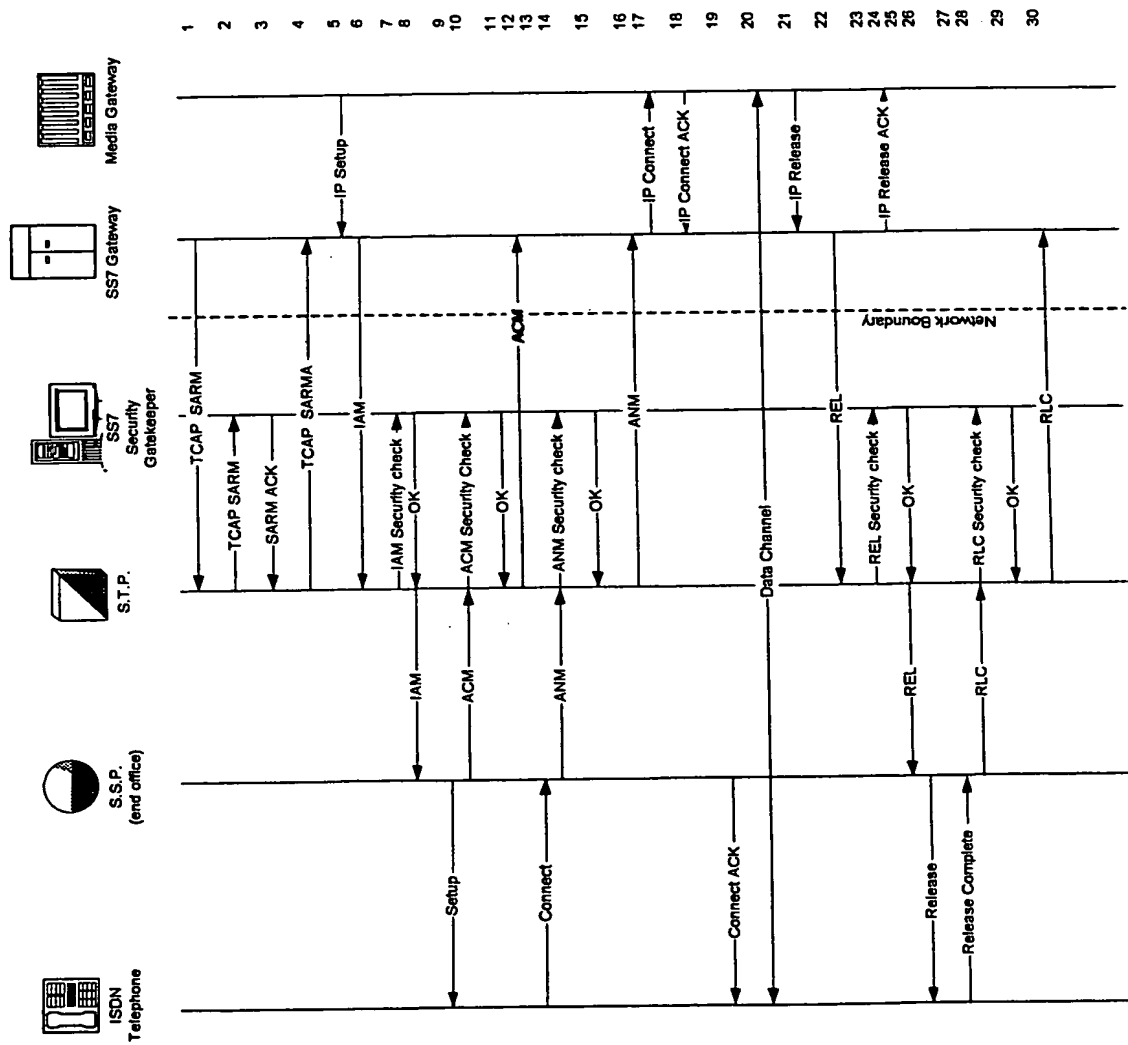 ISDN
Telephone
S.S.P.
(end office)
S.T.P.
SS7
Security
Gatekeeper
SS7 Gateway
Media Gateway
1
2
3
4
5
6
7
8
9
10
11
12
13
14
15
16
17
18
19
20
21
22
23
24
25
26
27
28
29
30
TCAP SARM
TCAP SARM
SARM ACK
TCAP SARMA
IP Setup
IAM
IAM Security check
OK
IAM
Setup
ACM
ACM Security Check
OK
ACM
Connect
ANM
ANM Security check
OK
ANM
IP Connect
IP Connect ACK
Connect ACK
Data Channel
IP Release
REL
REL Security check
IP Release ACK
OK
REL
Release
Release Complete
RLC
RLC Security check
OK
RLC
Network Boundary